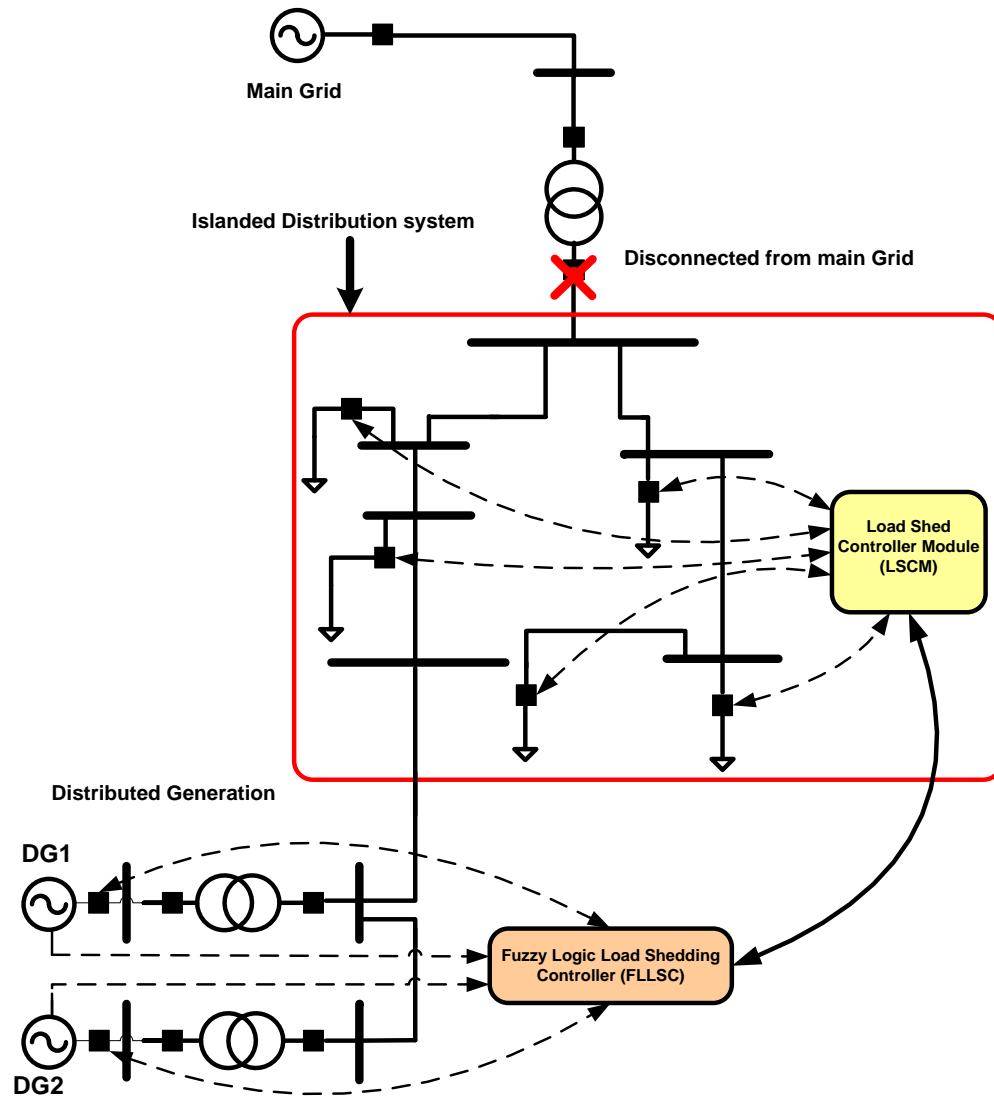 Main Grid
Islanded Distribution system
Disconnected from main Grid
Load Shed
Controller Module
(LSCM)
Distributed Generation
DG1
Fuzzy Logic Load Shedding
Controller (FLLSC)
DG2